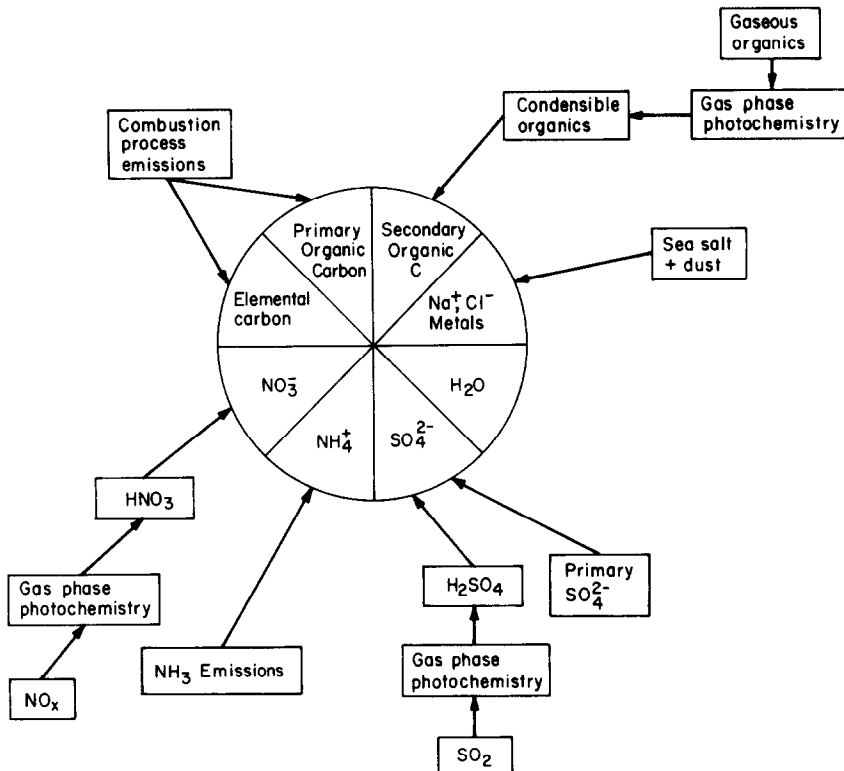 Gaseous
organics
Gas phase
photochemistry
Condensible
organics
Combustion
process
emissions
Primary
Organic
Carbon
Secondary
Organic
C
Sea salt
+ dust
Elemental
carbon
Na⁺, Cl⁻
Metals
NO₃⁻
H₂O
NH₄⁺
SO₄²⁻
HNO₃
Gas phase
photochemistry
NOₓ
NH₃ Emissions
H₂SO₄
Primary
SO₄²⁻
Gas phase
photochemistry
SO₂